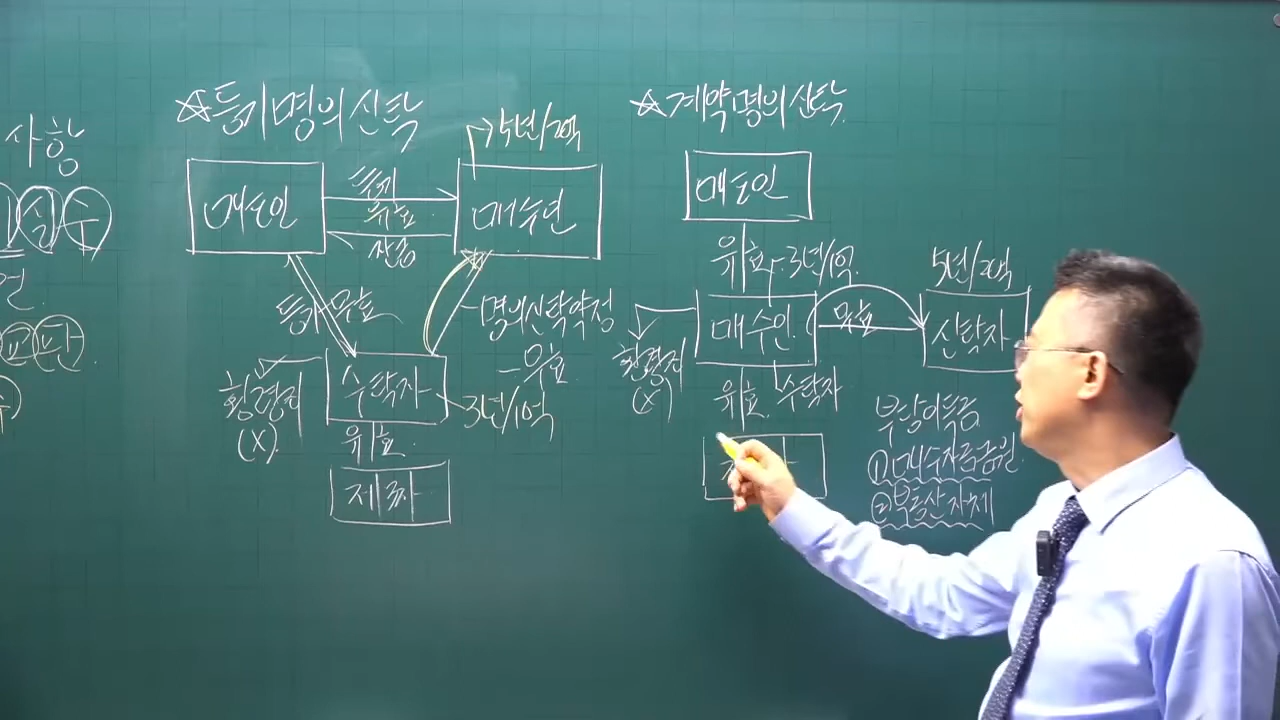 사항
심 수
☆등기명의신탁
5년/2억
매도인
등기
유효
소송
매수인
등기 무효
-명의신탁약정
-무효
횡령죄
(X)
수탁자
3년/1억
유효
제3자
☆계약명의신탁
매도인
유효
3년/1억
매수인
무효
5년/2억
신탁자
횡령죄
(X)
유효
수탁자
부당이득금
①매수자금원
②부동산자체